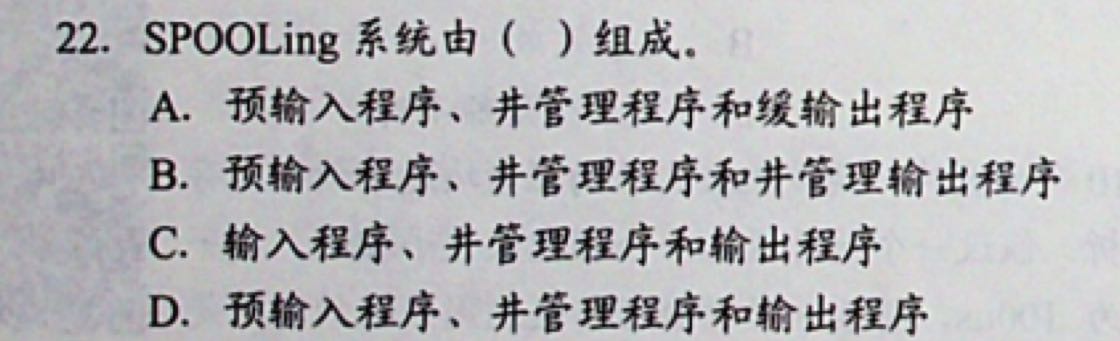 22. SPOOLing 系统由（ ）组成。
A. 预输入程序、井管理程序和缓输出程序
B. 预输入程序、井管理程序和井管理输出程序
C. 输入程序、井管理程序和输出程序
D. 预输入程序、井管理程序和输出程序